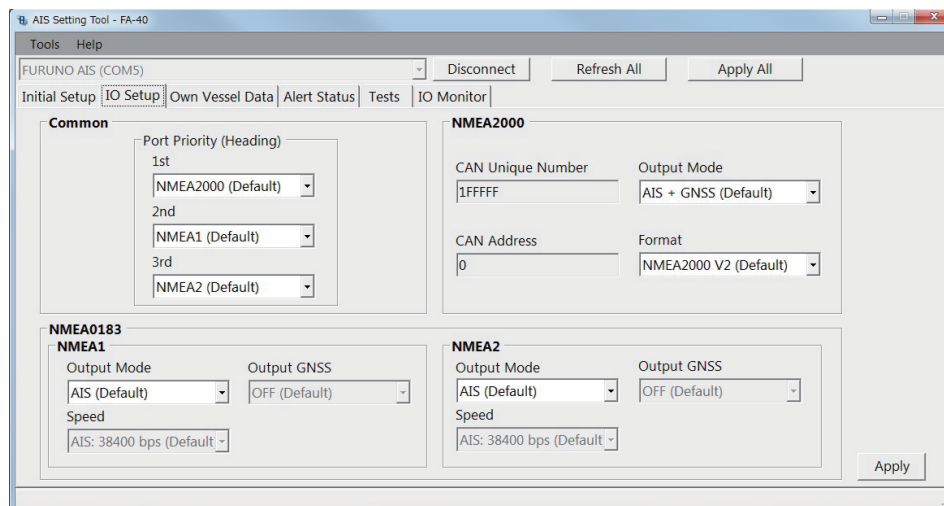 AIS Setting Tool - FA-40
Tools Help
FURUNO AIS (COM5) Disconnect Refresh All Apply All
Initial Setup IO Setup Own Vessel Data Alert Status Tests IO Monitor
Common
Port Priority (Heading)
1st
NMEA2000 (Default)
2nd
NMEA1 (Default)
3rd
NMEA2 (Default)
NMEA2000
CAN Unique Number Output Mode
1FFFFF AIS + GNSS (Default)
CAN Address Format
0 NMEA2000 V2 (Default)
NMEA0183
NMEA1
Output Mode Output GNSS
AIS (Default) OFF (Default)
Speed
AIS: 38400 bps (Default
NMEA2
Output Mode Output GNSS
AIS (Default) OFF (Default)
Speed
AIS: 38400 bps (Default
Apply